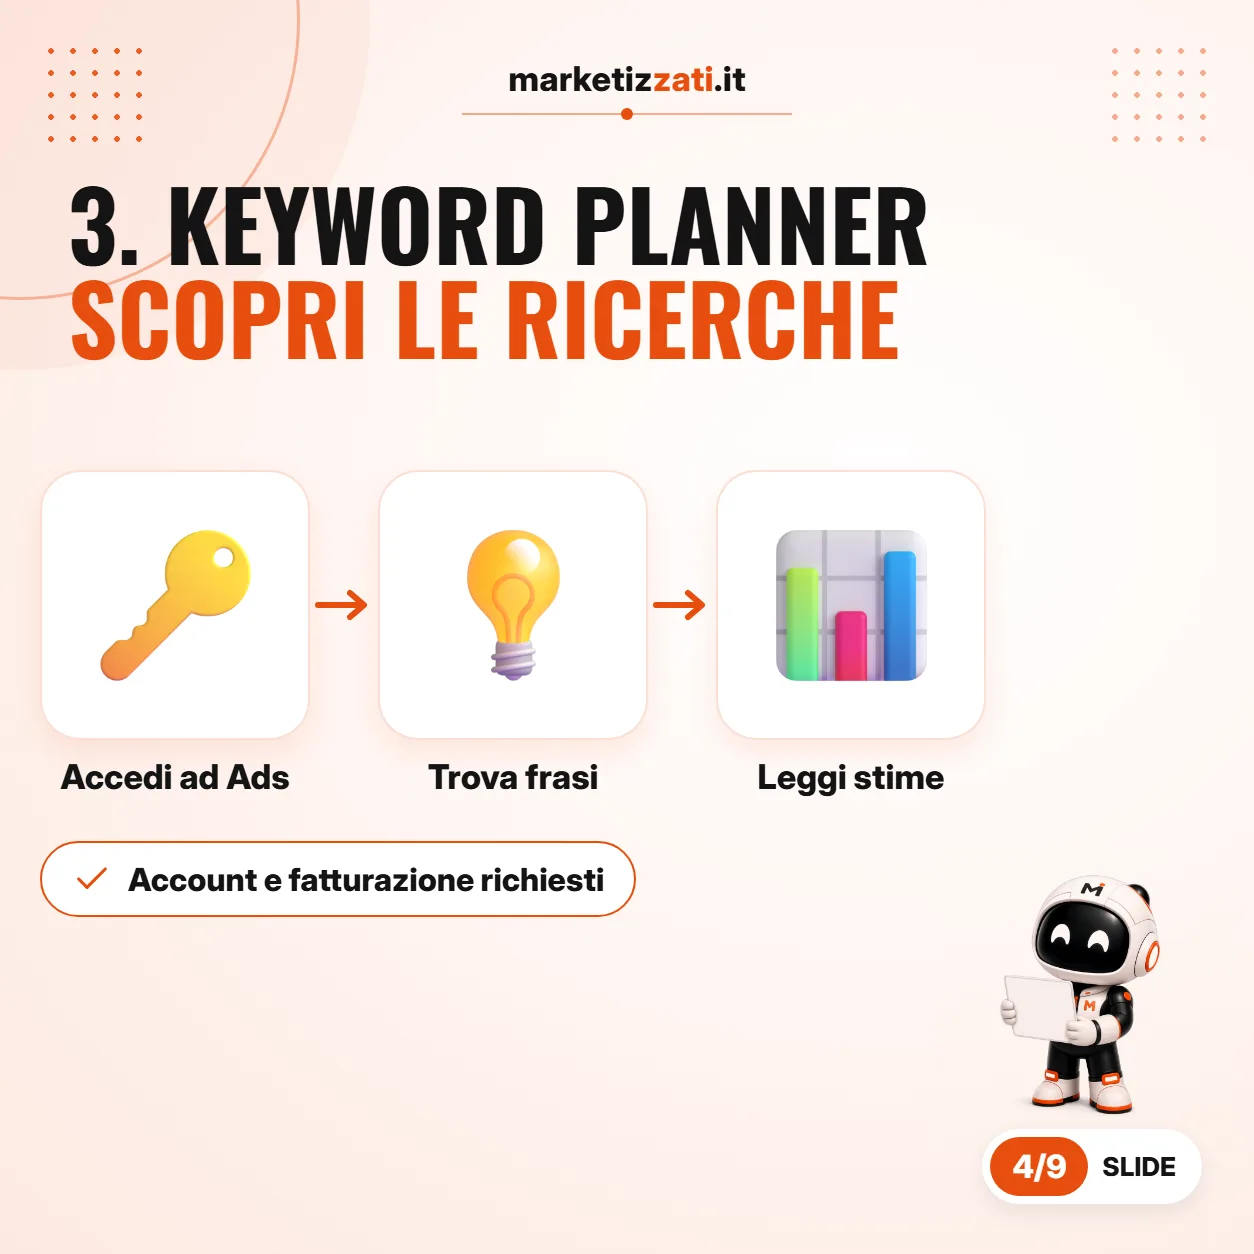 marketizzati.it
3. KEYWORD PLANNER
SCOPRI LE RICERCHE
Accedi ad Ads
Trova frasi
Leggi stime
Account e fatturazione richiesti
M
M
4/9 SLIDE